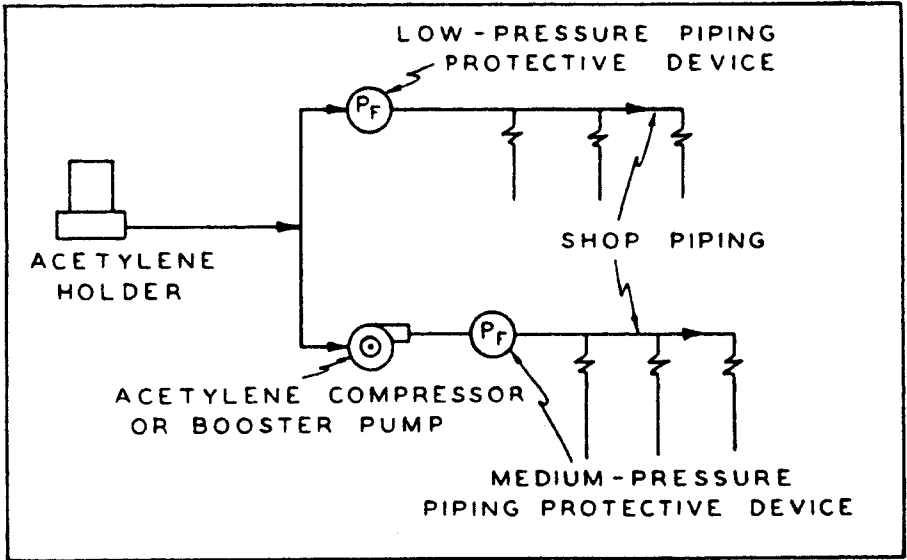 LOW-PRESSURE PIPING
PROTECTIVE DEVICE
PF
ACETYLENE
HOLDER
SHOP PIPING
PF
ACETYLENE COMPRESSOR
OR BOOSTER PUMP
MEDIUM-PRESSURE
PIPING PROTECTIVE DEVICE